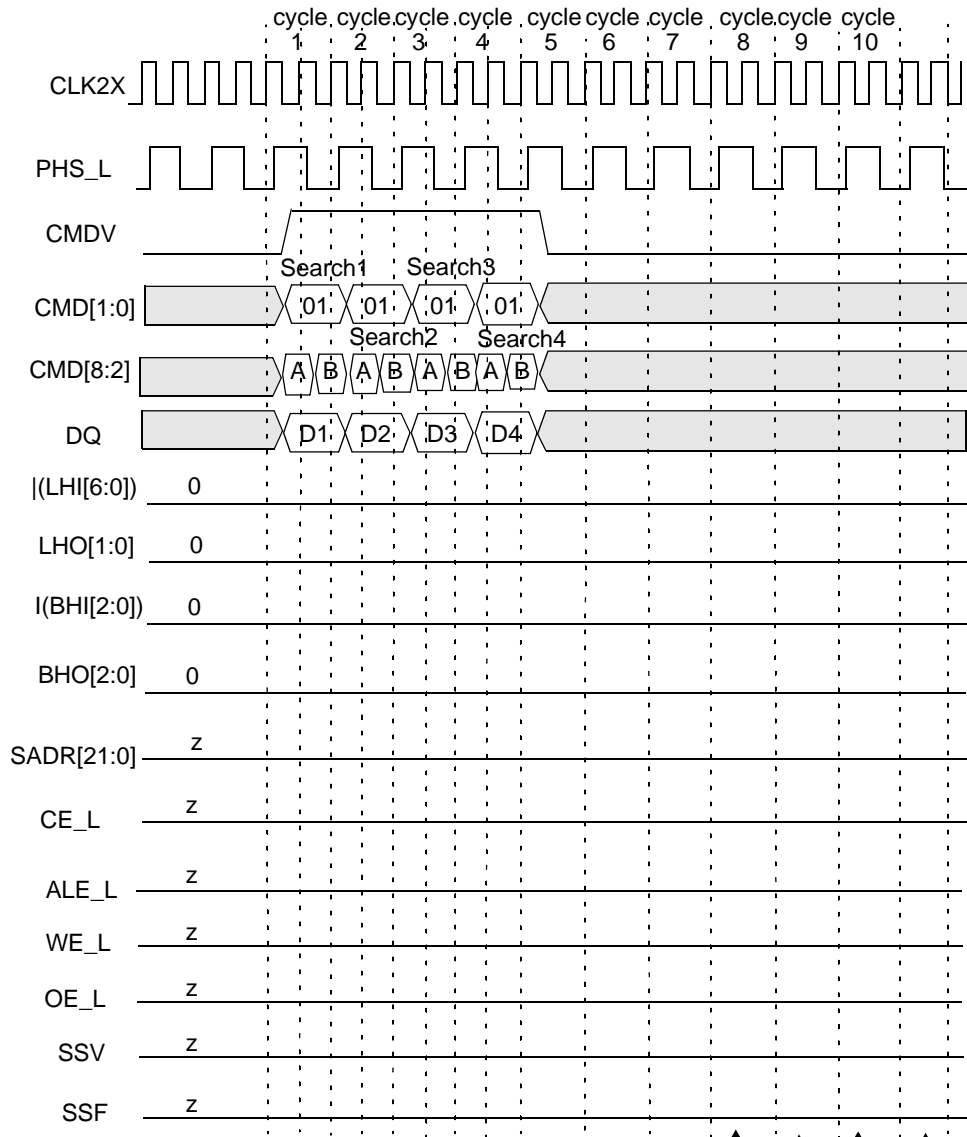 cycle cycle cycle cycle cycle cycle cycle cycle cycle cycle
1 2 3 4 5 6 7 8 9 10
CLK2X
PHS_L
CMDV
Search1 Search3
CMD[1:0] 01 01 01 01
Search2 Search4
CMD[8:2] A B A B A B A B
DQ D1 D2 D3 D4
|(LHI[6:0]) 0
LHO[1:0] 0
I(BHI[2:0]) 0
BHO[2:0] 0
SADR[21:0] z
CE_L z
ALE_L z
WE_L z
OE_L z
SSV z
SSF z